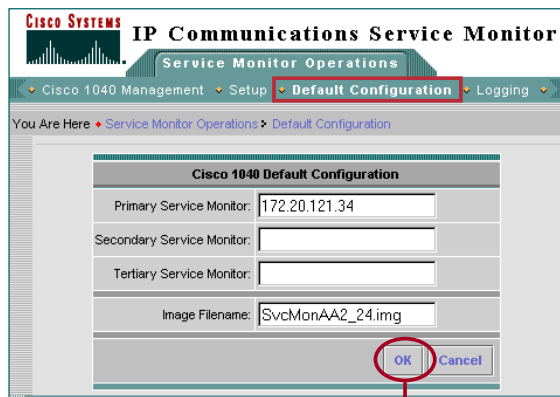 CISCO SYSTEMS
IP Communications Service Monitor
Service Monitor Operations
Cisco 1040 Management Setup Default Configuration Logging
You Are Here Service Monitor Operations > Default Configuration
Cisco 1040 Default Configuration
Primary Service Monitor: 172.20.121.34
Secondary Service Monitor:
Tertiary Service Monitor:
Image Filename: SvcMonAA2_24.img
OK Cancel